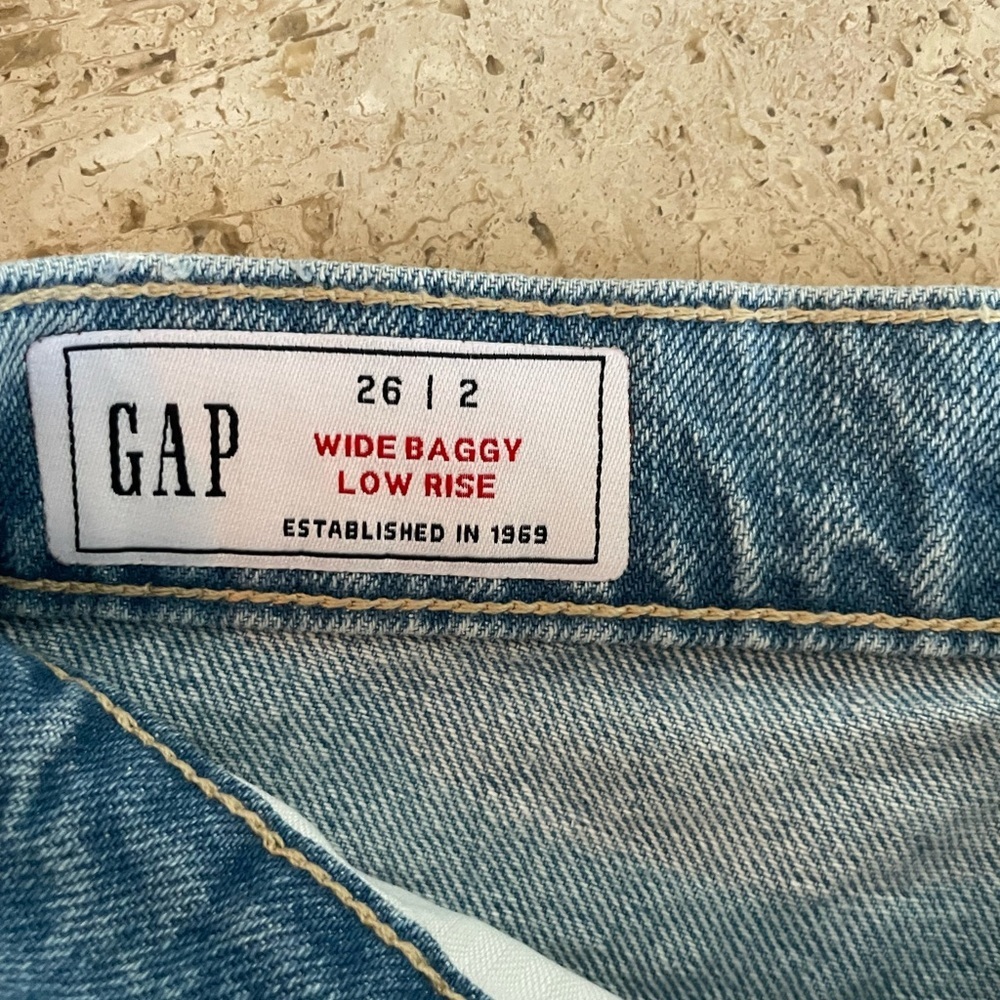 GAP
26 | 2
WIDE BAGGY
LOW RISE
ESTABLISHED IN 1969